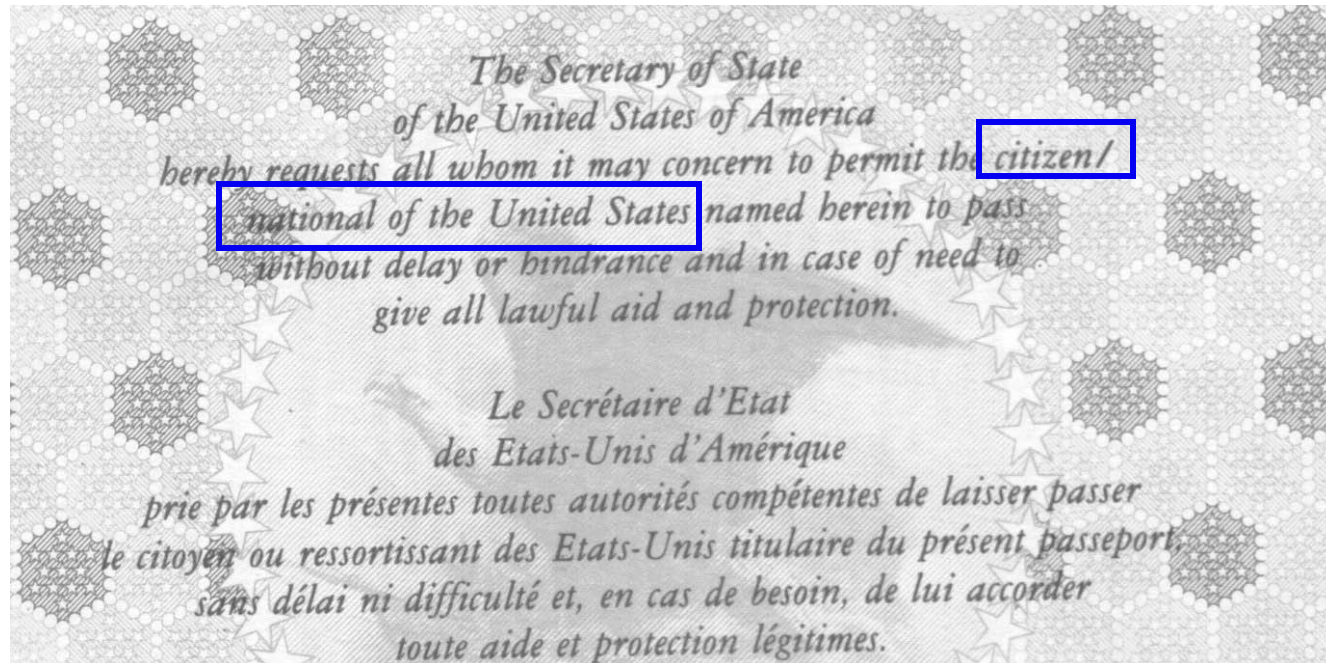 The Secretary of State
of the United States of America
hereby requests all whom it may concern to permit the citizen/
national of the United States named herein to pass
without delay or hindrance and in case of need to
give all lawful aid and protection.
Le Secrétaire d'Etat
des Etats-Unis d'Amérique
prie par les présentes toutes autorités compétentes de laisser passer
le citoyen ou ressortissant des Etats-Unis titulaire du présent passeport,
sans délai ni difficulté et, en cas de besoin, de lui accorder
toute aide et protection légitimes.